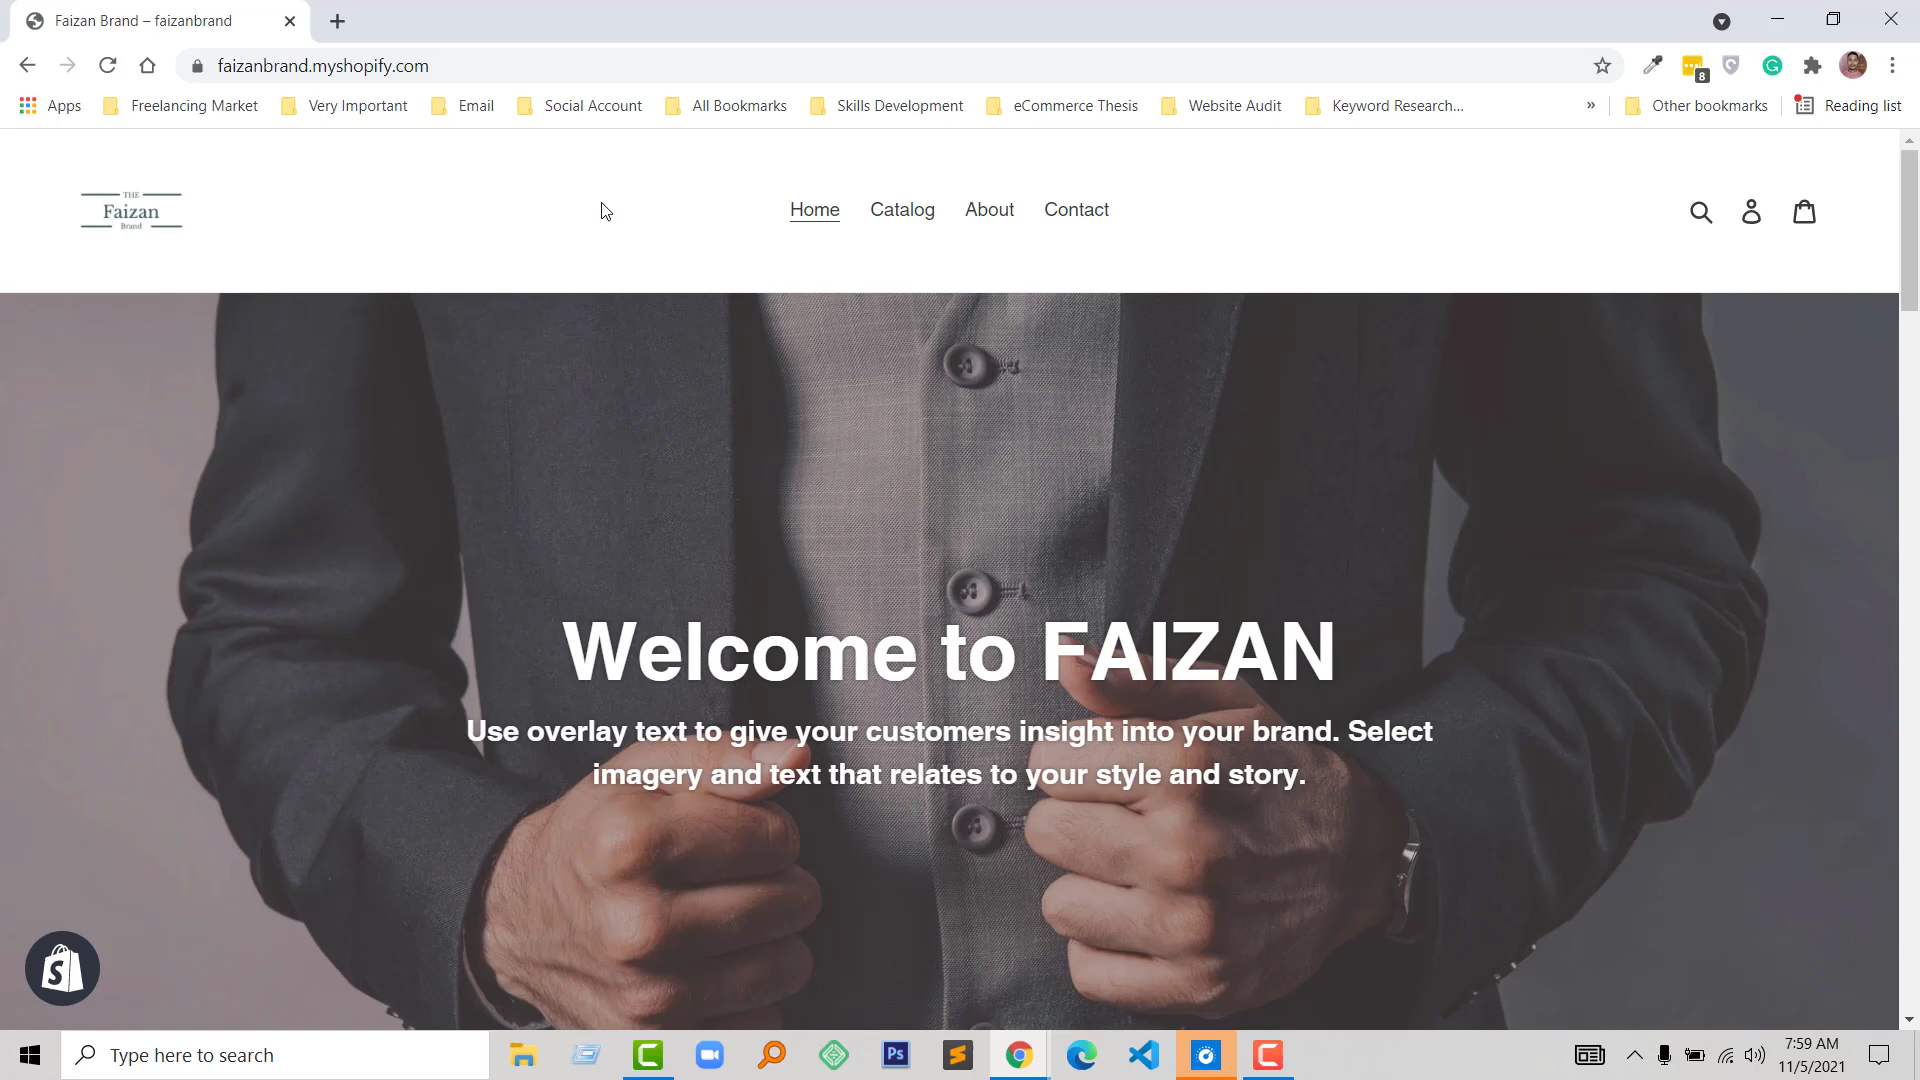 Faizan Brand – faizanbrand
faizanbrand.myshopify.com
8
Apps
Freelancing Market
Very Important
Email
Social Account
All Bookmarks
Skills Development
eCommerce Thesis
Website Audit
Keyword Research...
»
Other bookmarks
Reading list
THE
Faizan
Brand
Home
Catalog
About
Contact
Welcome to FAIZAN
Use overlay text to give your customers insight into your brand. Select
imagery and text that relates to your style and story.
Type here to search
Ps
7:59 AM
11/5/2021